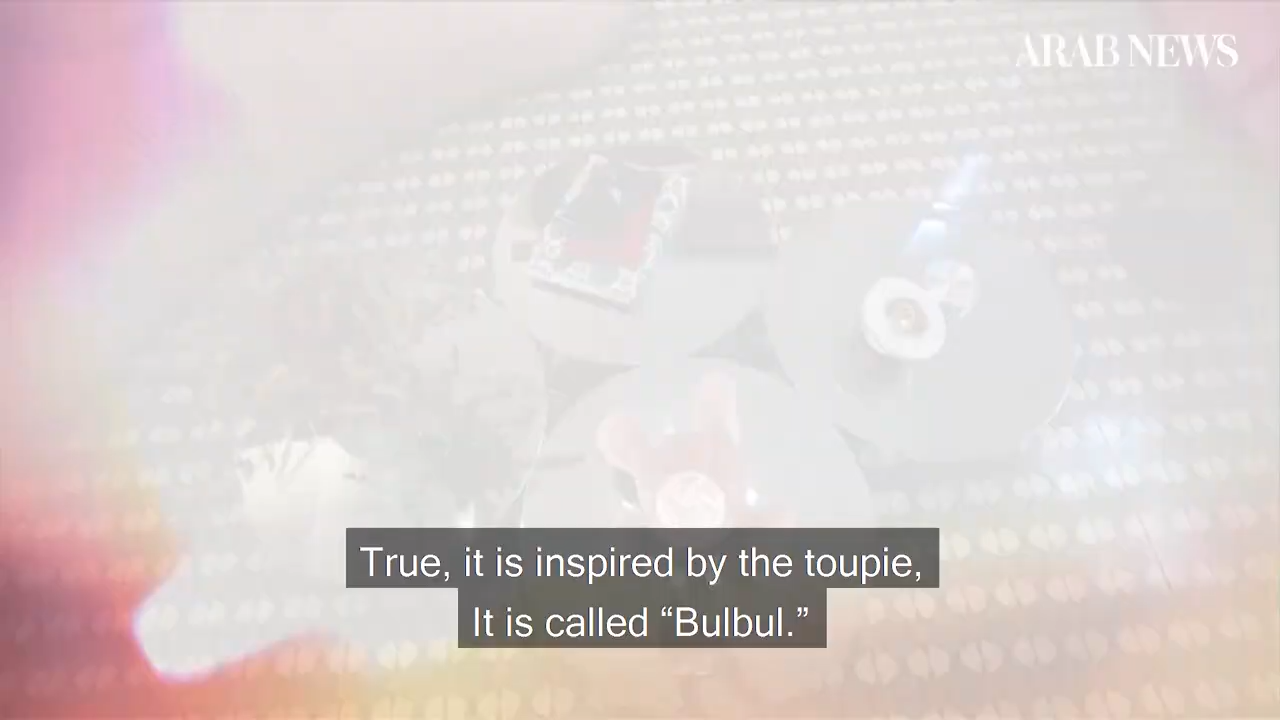 ARAB NEWS
True, it is inspired by the toupie,
It is called “Bulbul.”